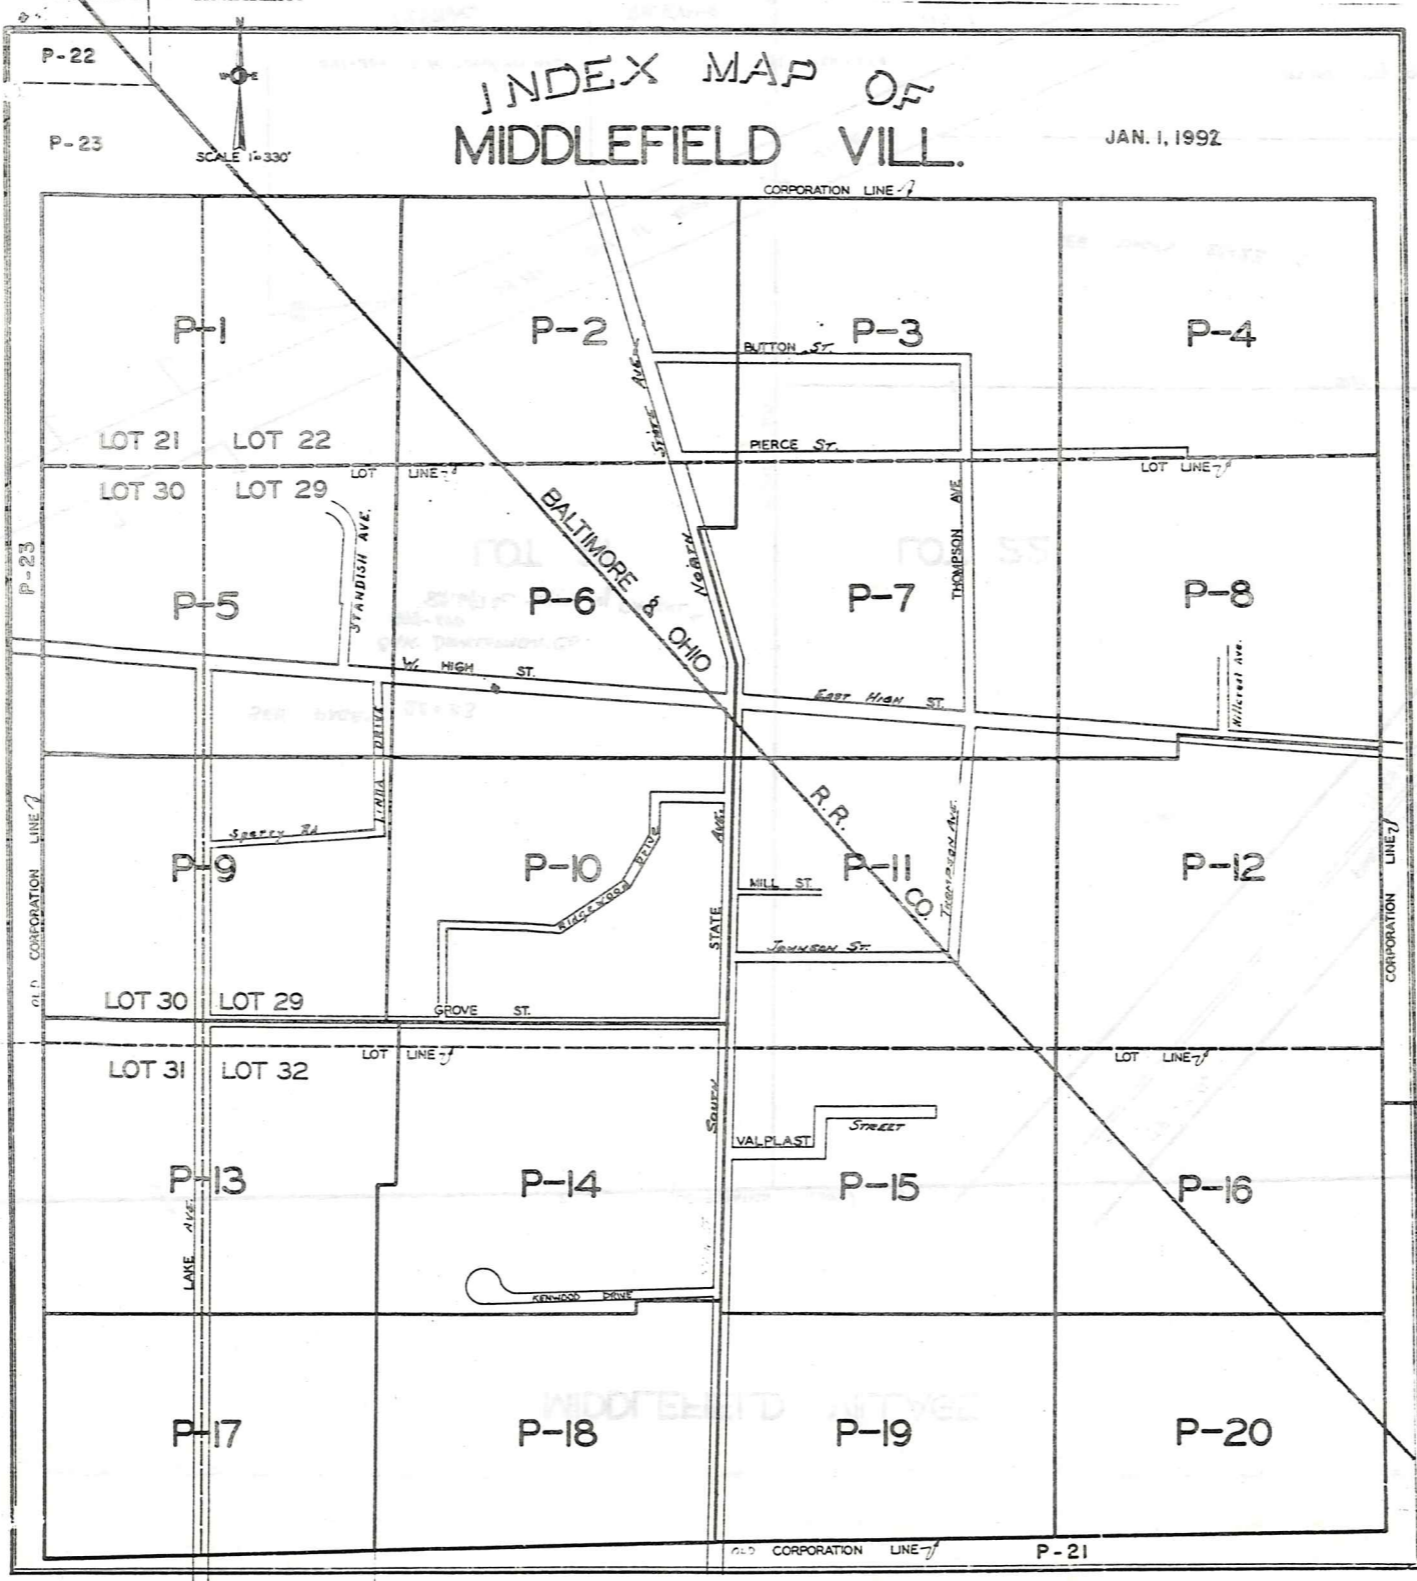 P-22
N
W E
SCALE 1"=330'
P-23
INDEX MAP OF
MIDDLEFIELD VILL.
JAN. 1, 1992
CORPORATION LINE
P-1
P-2
P-3
P-4
BUTTON ST.
STATE AVE.
PIERCE ST.
LOT 21
LOT 22
LOT LINE
LOT LINE
LOT 30
LOT 29
STANDISH AVE.
BALTIMORE & OHIO
NORTH
THOMPSON AVE
P-23
P-5
P-6
P-7
P-8
Hillcrest Ave.
W. HIGH ST.
EAST HIGH ST.
LINDA DRIVE
Sperry Rd
P-9
P-10
Ridgewood Drive
STATE AVE.
R.R.
CO.
P-11
THOMPSON AVE.
P-12
MILL ST.
JOHNSON ST.
OLD CORPORATION LINE
CORPORATION LINE
LOT 30
LOT 29
GROVE ST.
LOT LINE
LOT LINE
LOT 31
LOT 32
SOUTH
VALPLAST
STREET
P-13
P-14
P-15
P-16
LAKE AVE.
KENWOOD DRIVE
P-17
P-18
P-19
P-20
OLD CORPORATION LINE
P-21